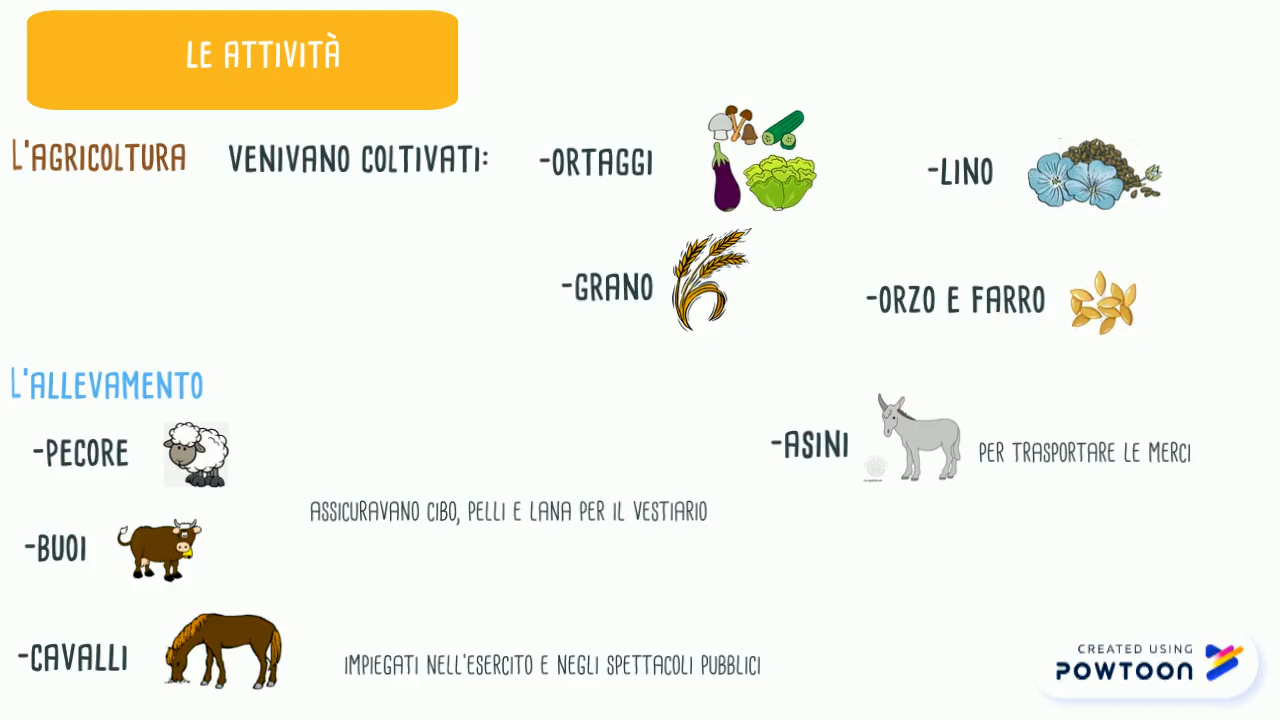 LE ATTIVITÀ
L'AGRICOLTURA VENIVANO COLTIVATI: -ORTAGGI -LINO
-GRANO -ORZO E FARRO
L'ALLEVAMENTO
-PECORE -ASINI PER TRASPORTARE LE MERCI
ASSICURAVANO CIBO, PELLI E LANA PER IL VESTIARIO
-BUOI
-CAVALLI IMPIEGATI NELL'ESERCITO E NEGLI SPETTACOLI PUBBLICI
CREATED USING
POWTOON